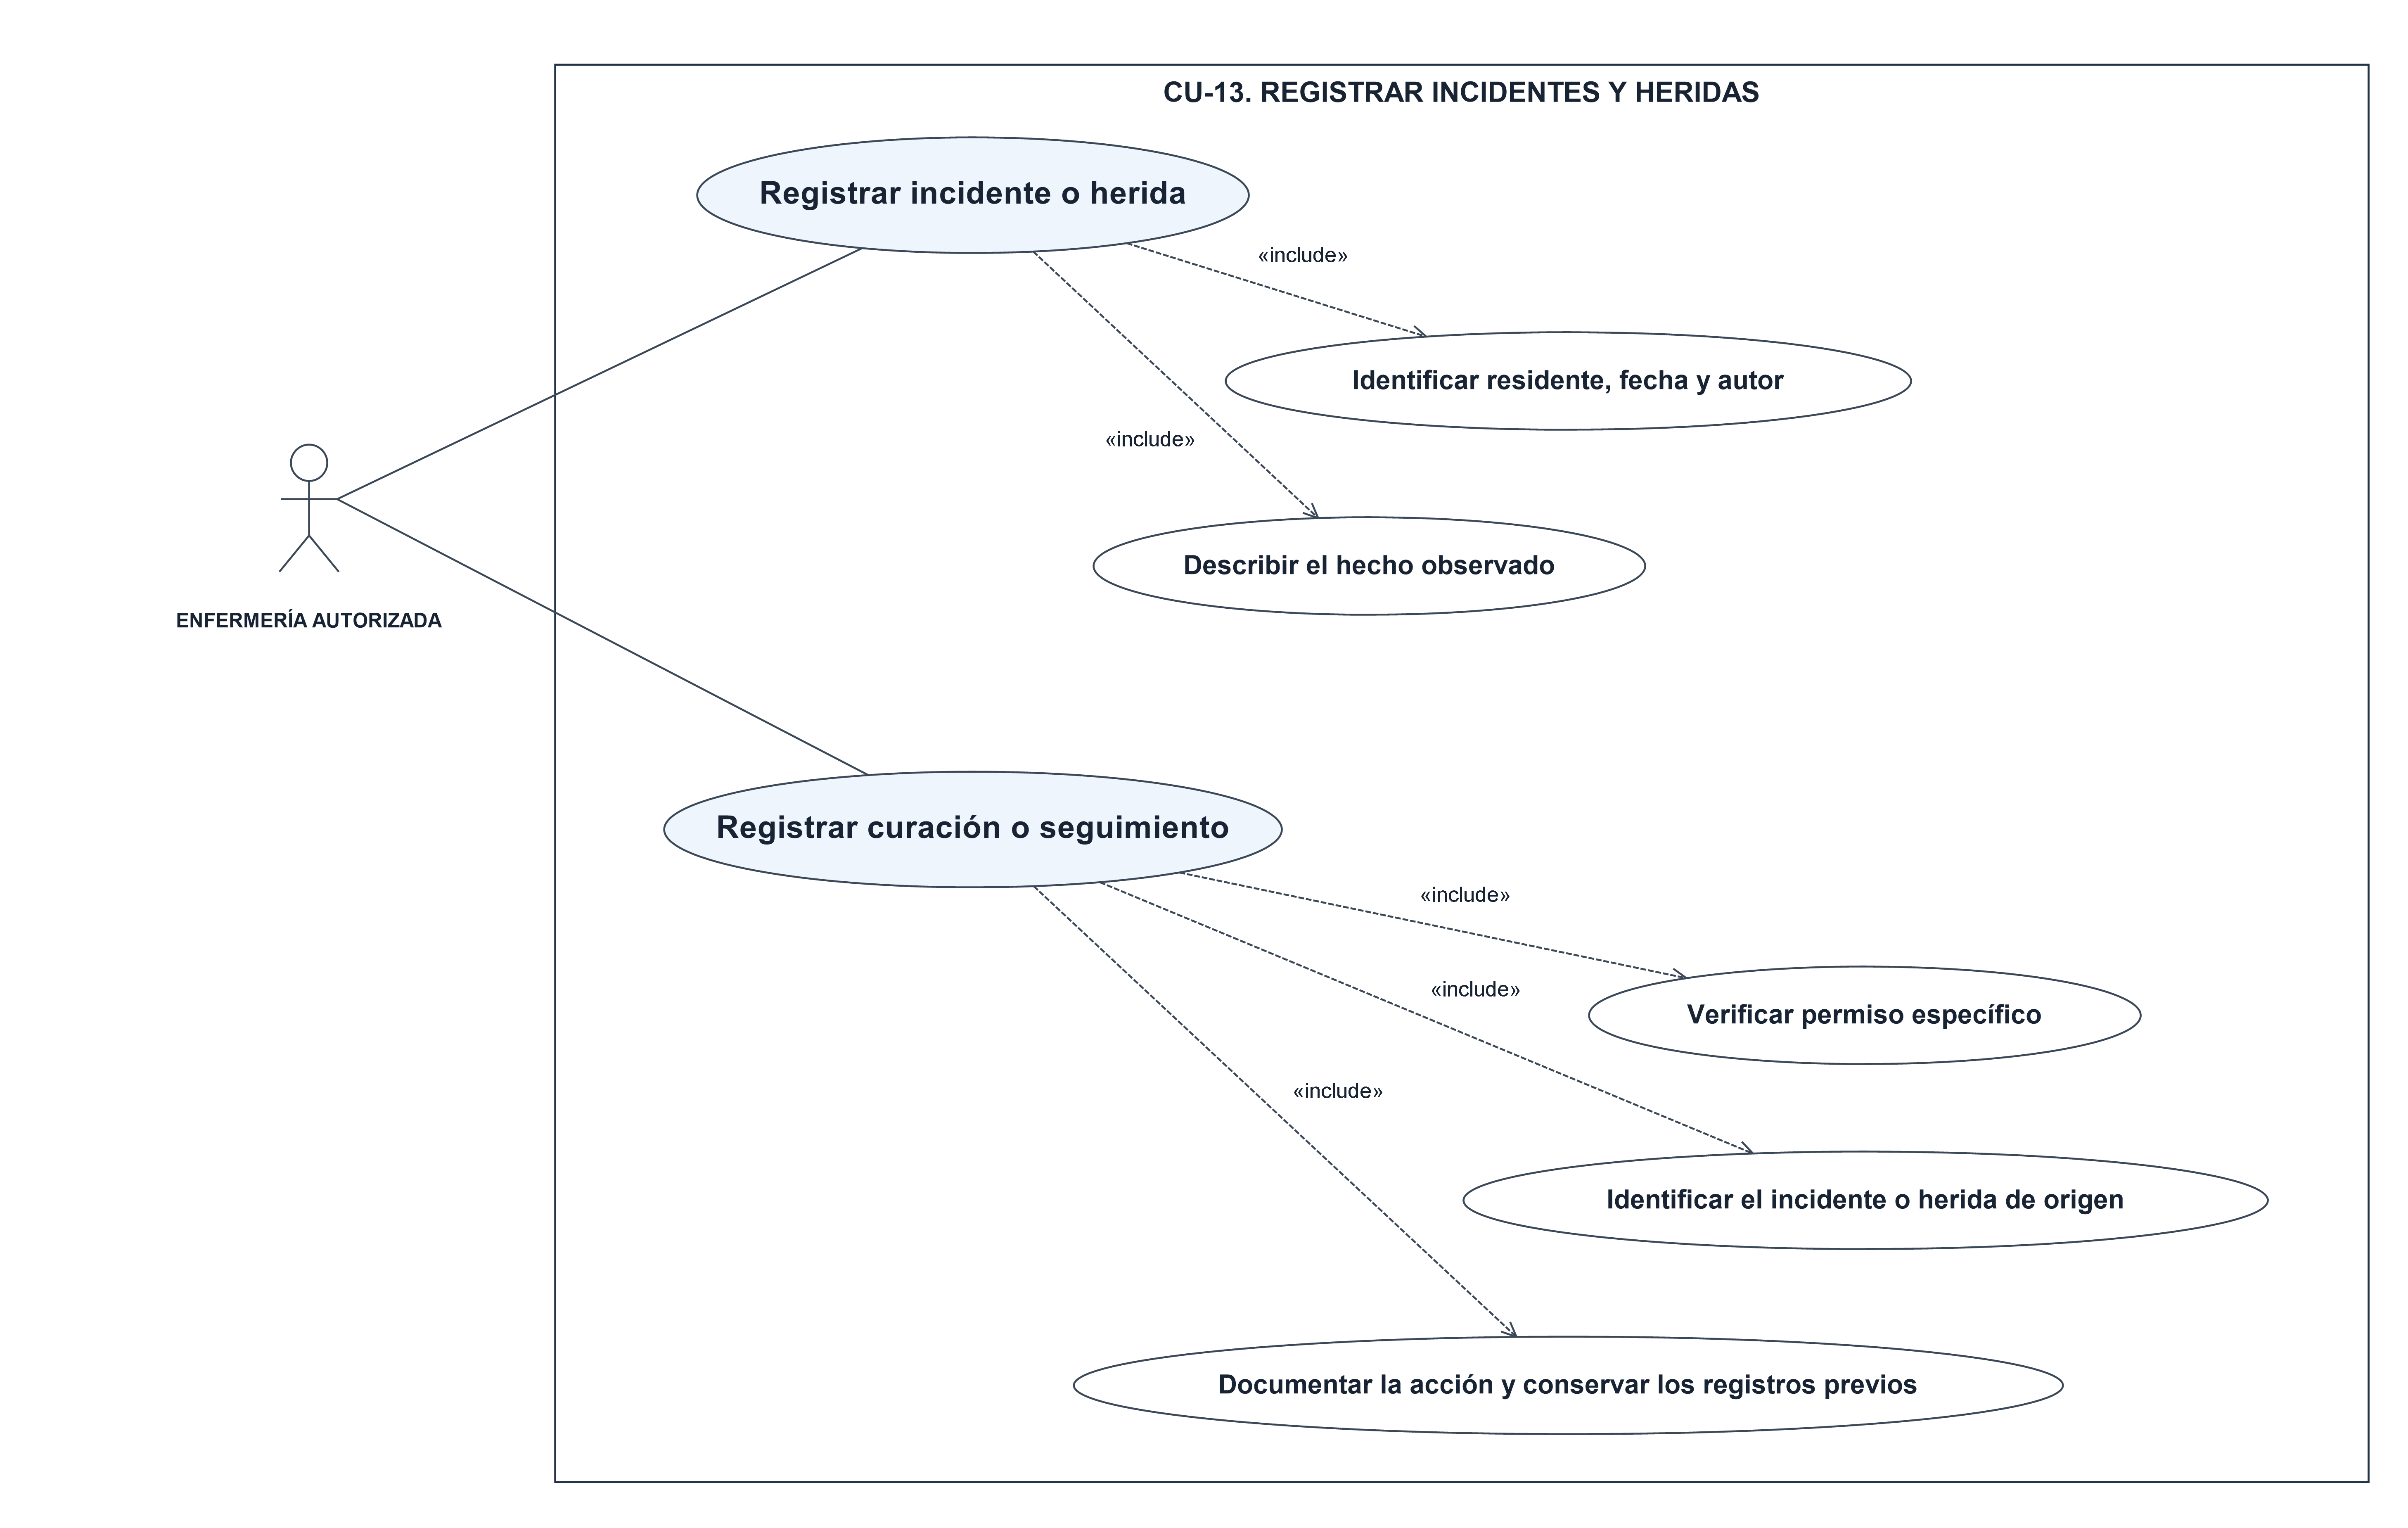 CU-13. REGISTRAR INCIDENTES Y HERIDAS
Registrar incidente o herida
«include»
Identificar residente, fecha y autor
«include»
Describir el hecho observado
ENFERMERÍA AUTORIZADA
Registrar curación o seguimiento
«include»
Verificar permiso específico
«include»
Identificar el incidente o herida de origen
«include»
Documentar la acción y conservar los registros previos